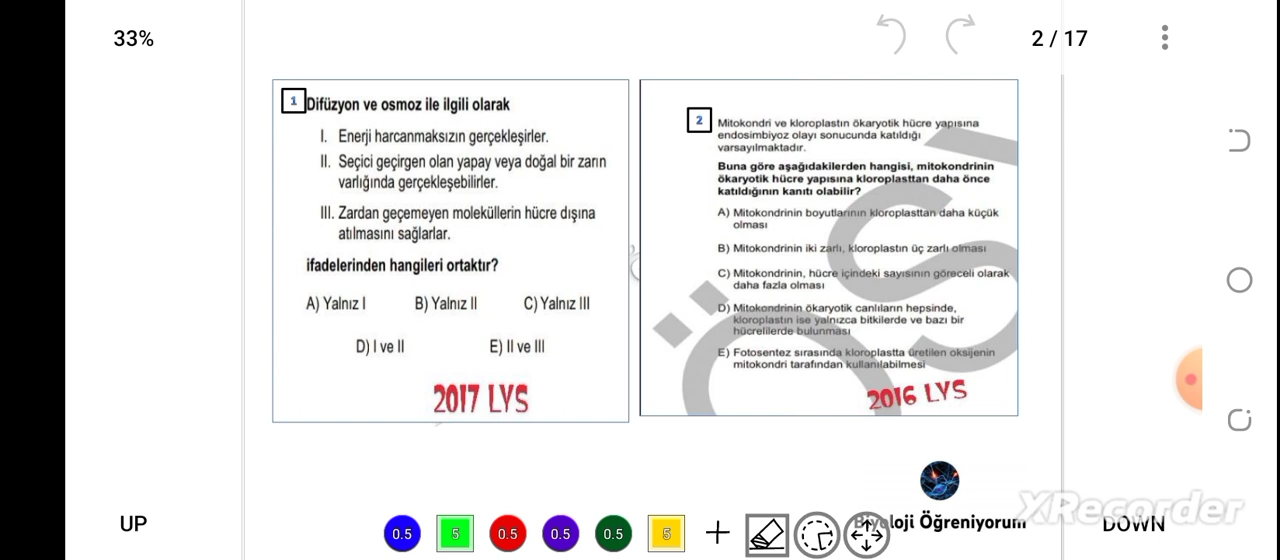 33%
2 / 17
1 Difüzyon ve osmoz ile ilgili olarak
I. Enerji harcanmaksızın gerçekleşirler.
II. Seçici geçirgen olan yapay veya doğal bir zarın
varlığında gerçekleşebilirler.
III. Zardan geçemeyen moleküllerin hücre dışına
atılmasını sağlarlar.
ifadelerinden hangileri ortaktır?
A) Yalnız I B) Yalnız II C) Yalnız III
D) I ve II E) II ve III
2017 LYS
2 Mitokondri ve kloroplastın ökaryotik hücre yapısına
endosimbiyoz olayı sonucunda katıldığı
varsayılmaktadır.
Buna göre aşağıdakilerden hangisi, mitokondrinin
ökaryotik hücre yapısına kloroplasttan daha önce
katıldığının kanıtı olabilir?
A) Mitokondrinin boyutlarının kloroplasttan daha küçük
olması
B) Mitokondrinin iki zarlı, kloroplastın üç zarlı olması
C) Mitokondrinin, hücre içindeki sayısının göreceli olarak
daha fazla olması
D) Mitokondrinin ökaryotik canlıların hepsinde,
kloroplastın ise yalnızca bitkilerde ve bazı bir
hücrelilerde bulunması
E) Fotosentez sırasında kloroplastta üretilen oksijenin
mitokondri tarafından kullanılabilmesi
2016 LYS
ÖS
UP
0.5 5 0.5 0.5 0.5 5
Biyoloji Öğreniyorum
XRecorder
DOWN